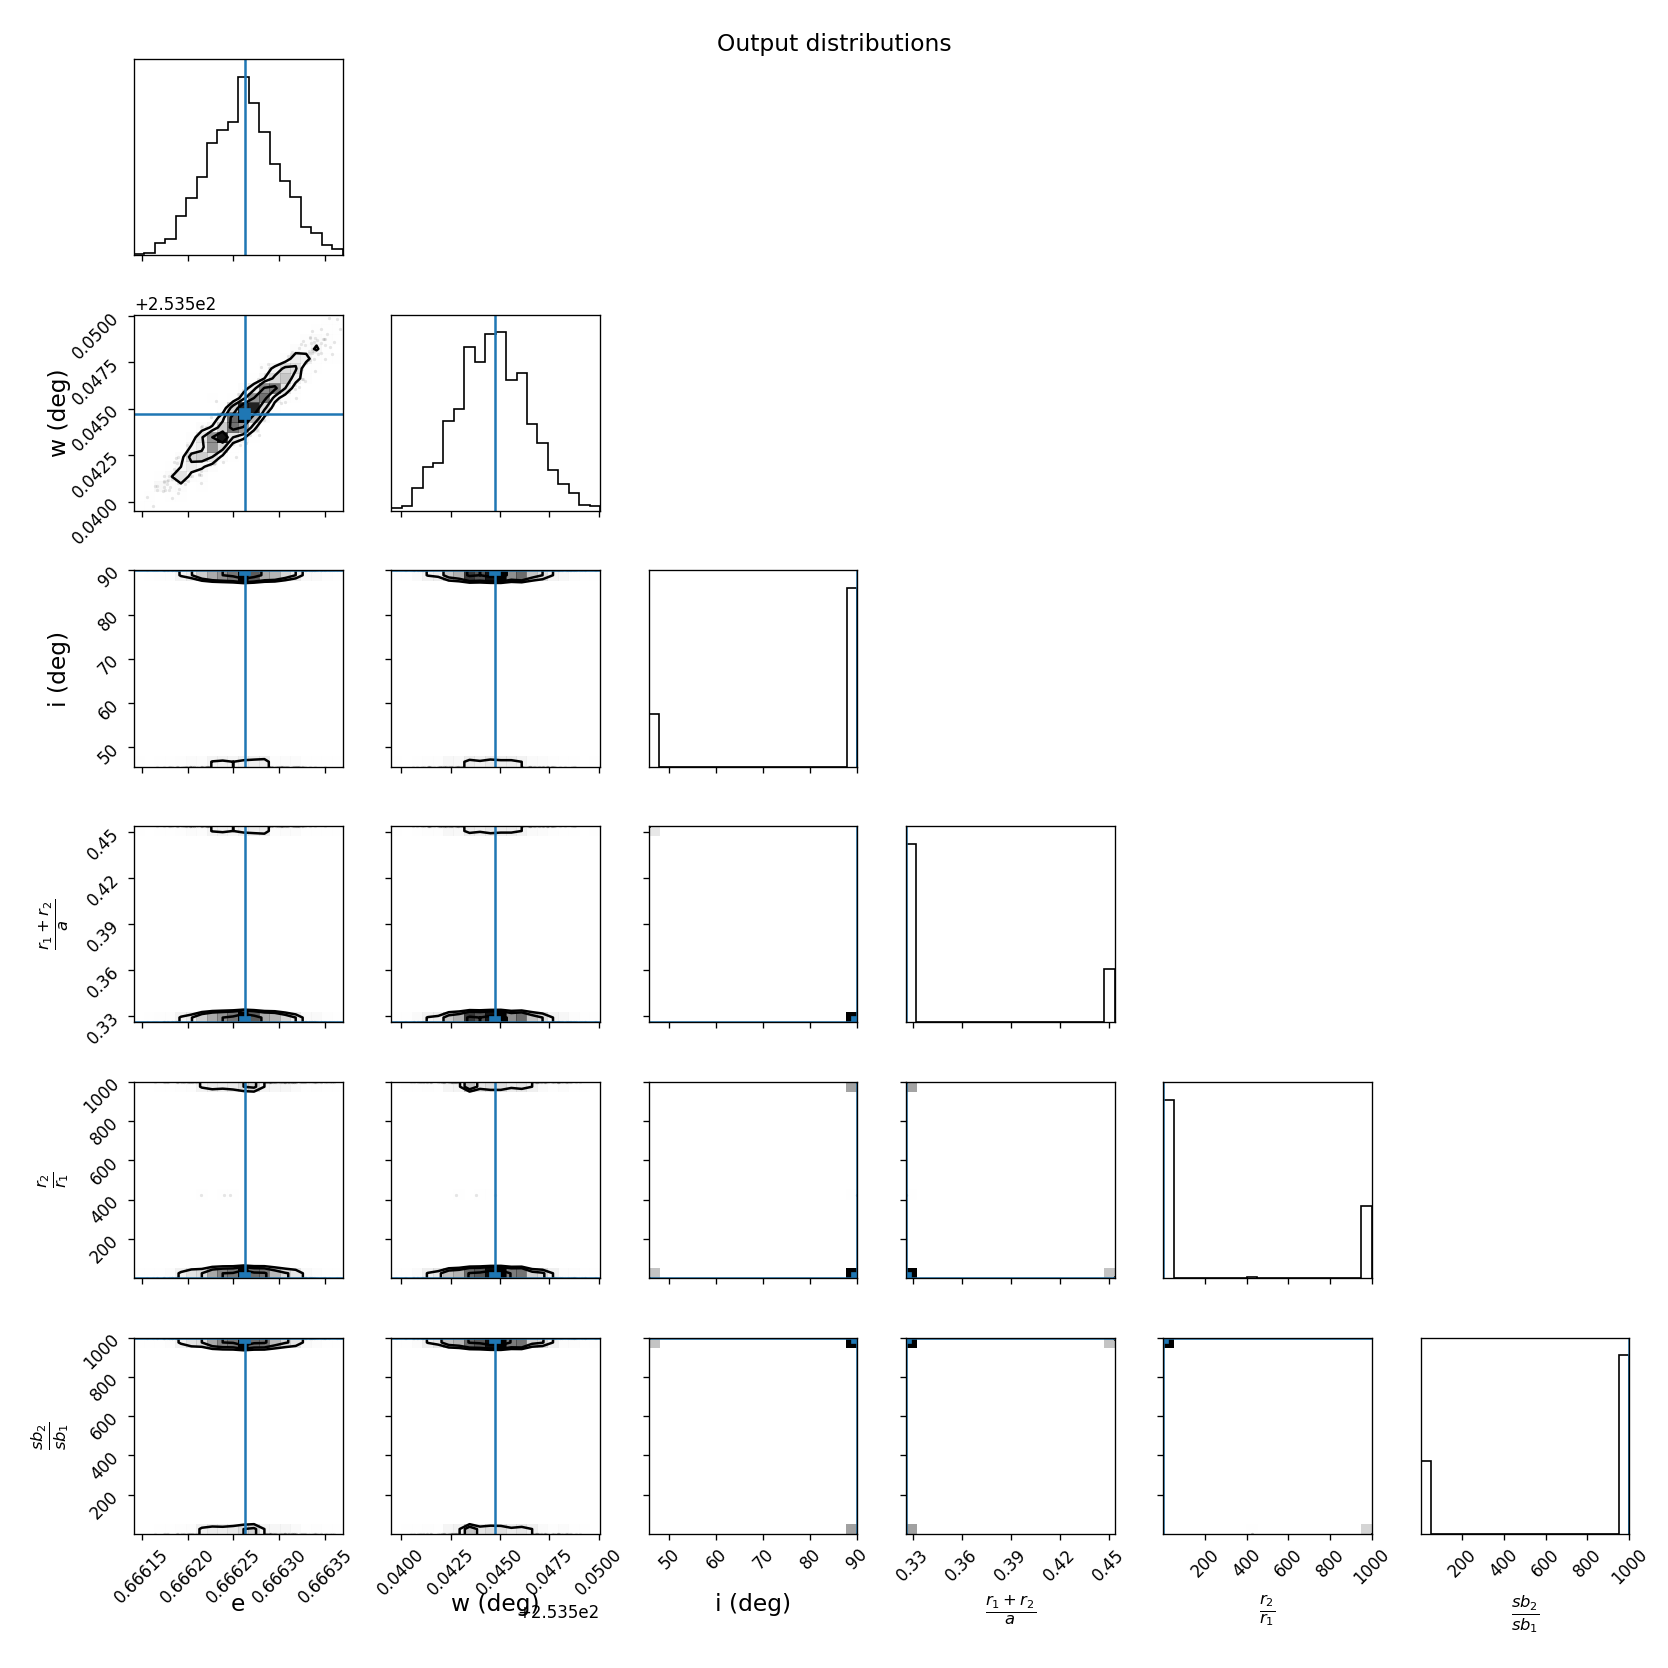 Output distributions
+2.535e2
w (deg)
0.0500
0.0475
0.0450
0.0425
0.0400
i (deg)
90
80
70
60
50
r₁ + r₂
a
0.45
0.42
0.39
0.36
0.33
r₂
r₁
1000
800
600
400
200
sb₂
sb₁
1000
800
600
400
200
0.66615 0.66620 0.66625 0.66630 0.66635
e
0.0400 0.0425 0.0450 0.0475 0.0500
w (deg)
+2.535e2
50 60 70 80 90
i (deg)
0.33 0.36 0.39 0.42 0.45
r₁ + r₂
a
200 400 600 800 1000
r₂
r₁
200 400 600 800 1000
sb₂
sb₁